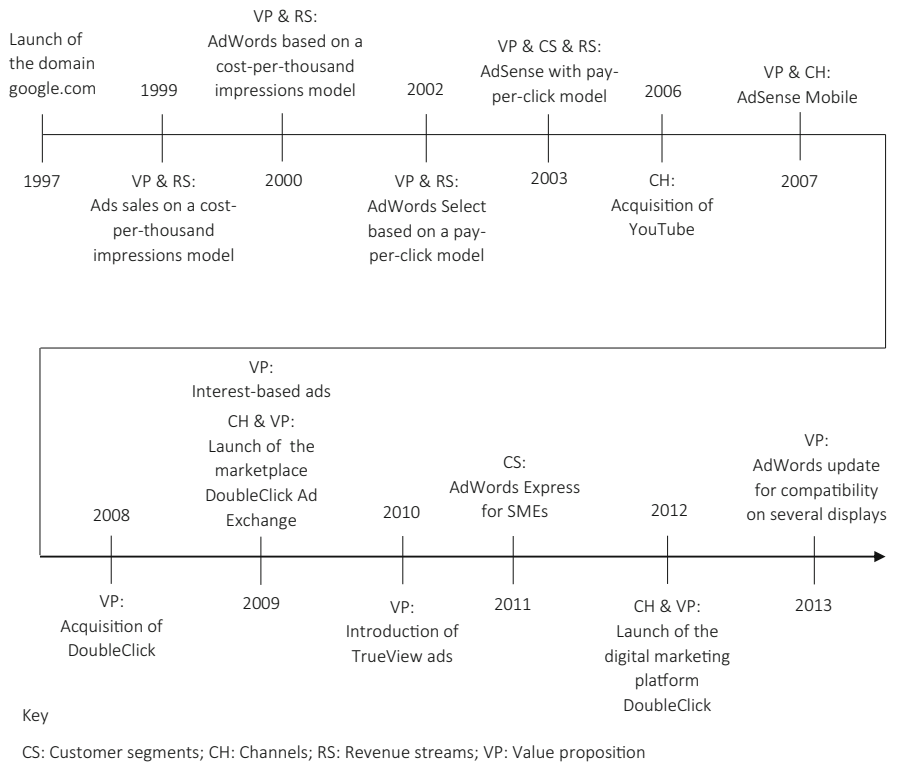 Launch of
the domain
google.com
1997
1999
VP & RS:
Ads sales on a cost-
per-thousand
impressions model
VP & RS:
AdWords based on a
cost-per-thousand
impressions model
2000
2002
VP & RS:
AdWords Select
based on a pay-
per-click model
VP & CS & RS:
AdSense with pay-
per-click model
2003
2006
CH:
Acquisition of
YouTube
VP & CH:
AdSense Mobile
2007
2008
VP:
Acquisition of
DoubleClick
VP:
Interest-based ads
CH & VP:
Launch of the
marketplace
DoubleClick Ad
Exchange
2009
2010
VP:
Introduction of
TrueView ads
CS:
AdWords Express
for SMEs
2011
2012
CH & VP:
Launch of the
digital marketing
platform
DoubleClick
VP:
AdWords update
for compatibility
on several displays
2013
Key
CS: Customer segments; CH: Channels; RS: Revenue streams; VP: Value proposition